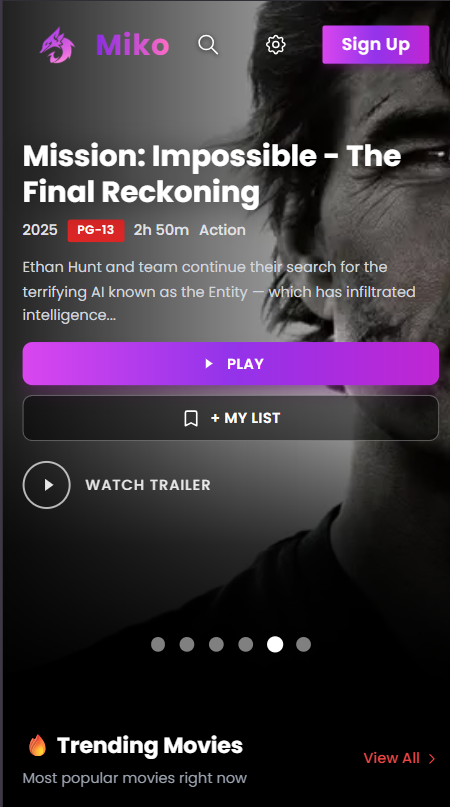 Miko
Sign Up
Mission: Impossible - The
Final Reckoning
2025 PG-13 2h 50m Action
Ethan Hunt and team continue their search for the
terrifying AI known as the Entity — which has infiltrated
intelligence...
PLAY
+ MY LIST
WATCH TRAILER
Trending Movies
View All
Most popular movies right now